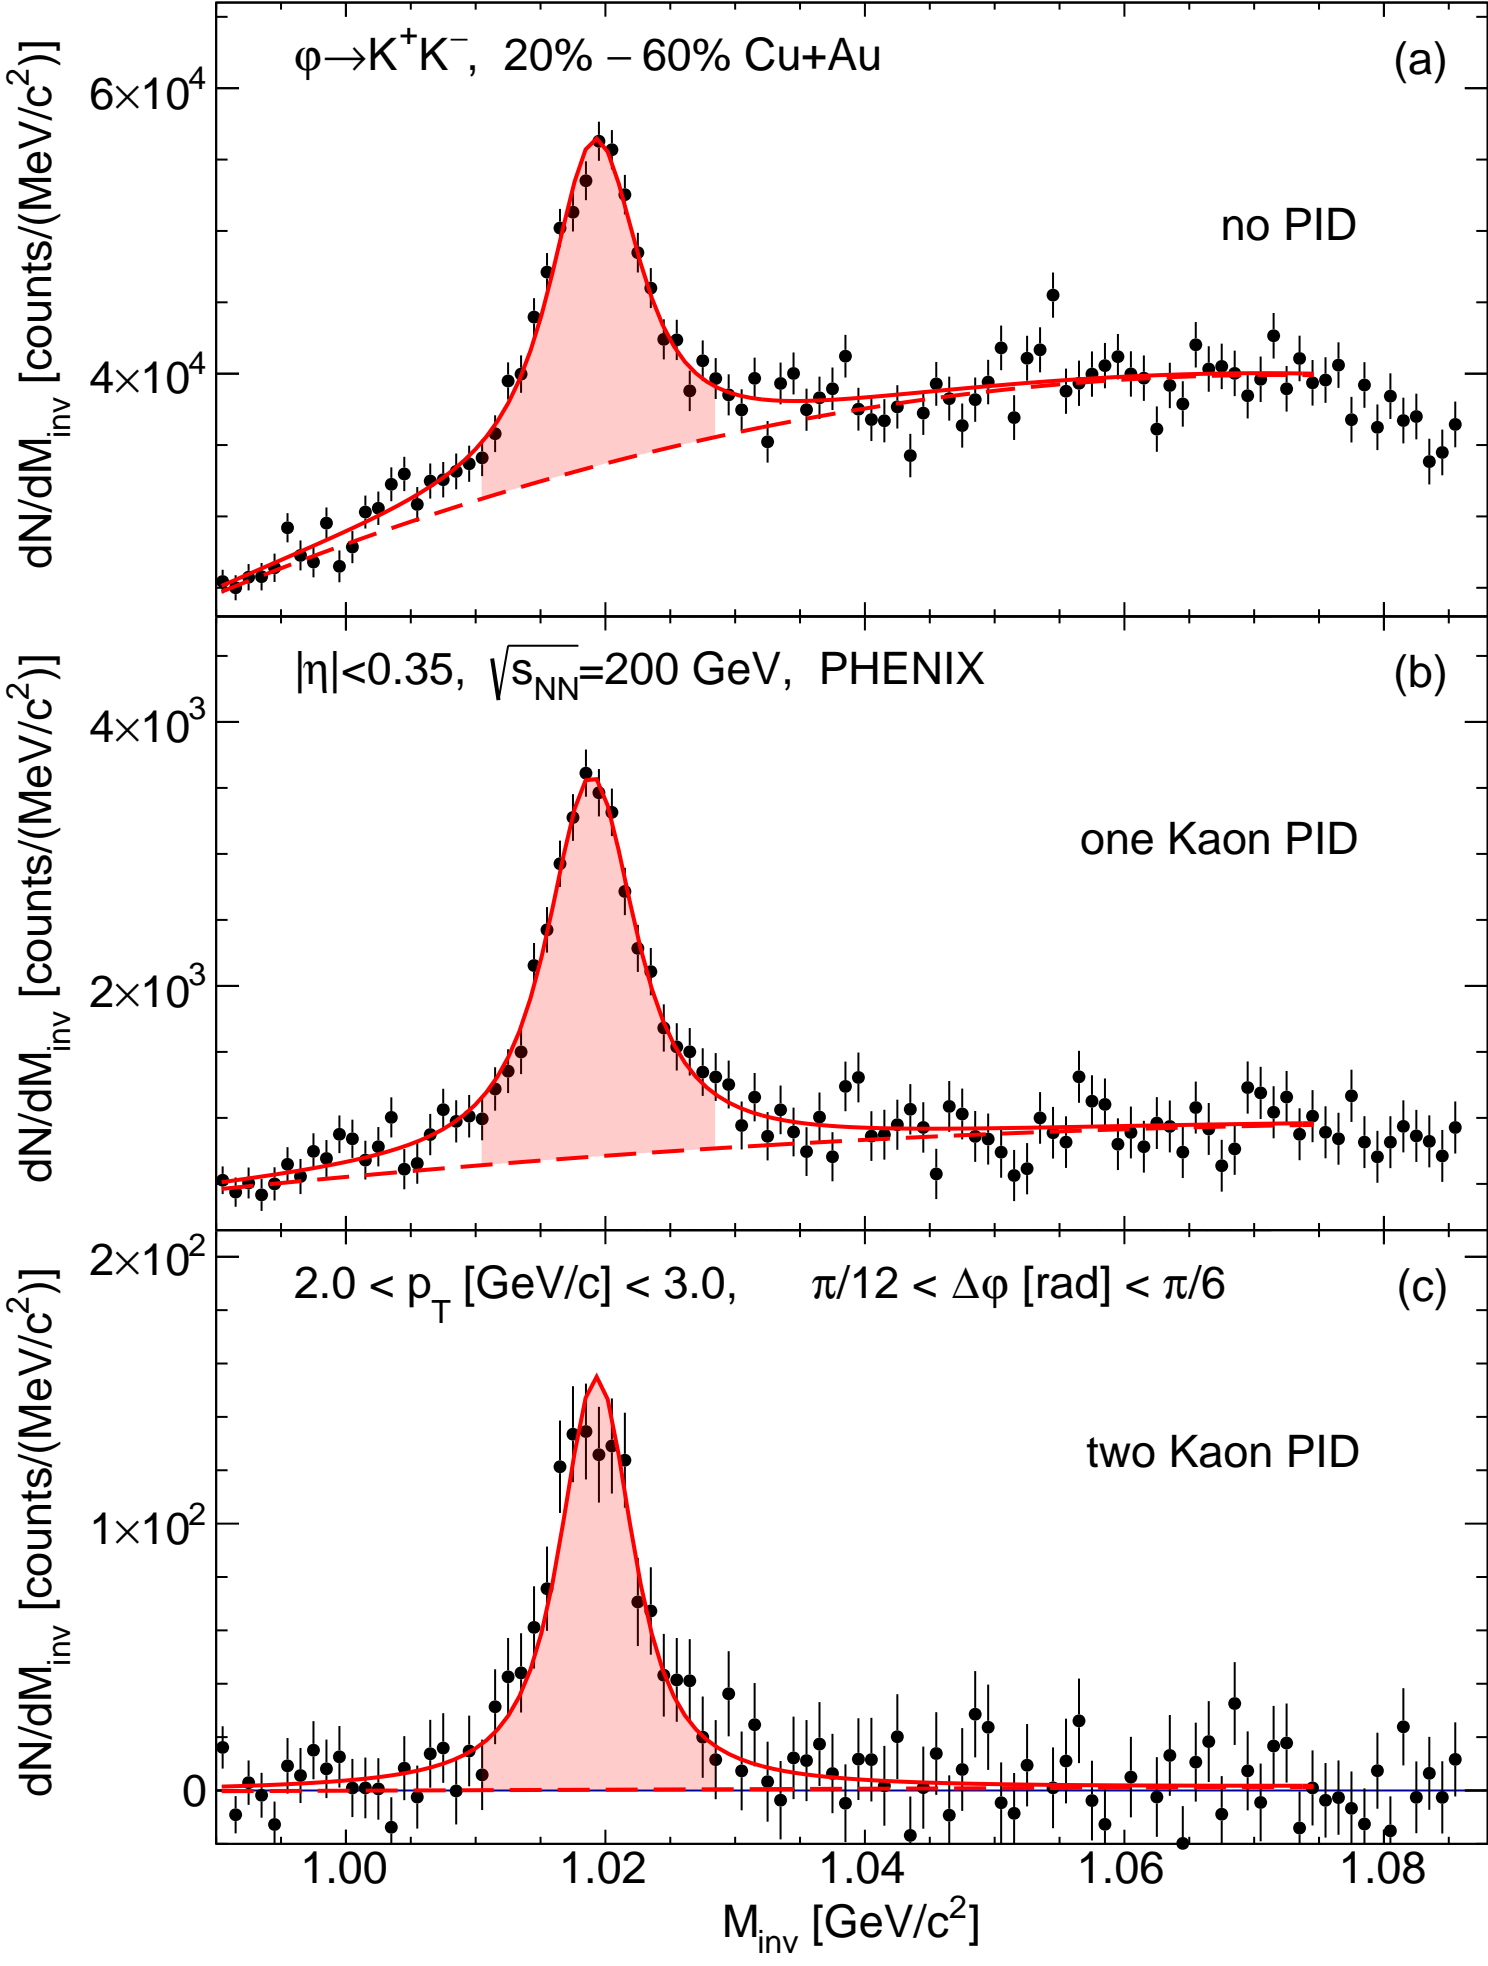 φ→K⁺K⁻, 20% – 60% Cu+Au
(a)
6×10⁴
no PID
4×10⁴
dN/dM_inv [counts/(MeV/c²)]
|η|<0.35, √s_NN=200 GeV, PHENIX
(b)
4×10³
one Kaon PID
2×10³
dN/dM_inv [counts/(MeV/c²)]
2×10²
2.0 < p_T [GeV/c] < 3.0, π/12 < Δφ [rad] < π/6
(c)
two Kaon PID
1×10²
0
dN/dM_inv [counts/(MeV/c²)]
1.00 1.02 1.04 1.06 1.08
M_inv [GeV/c²]